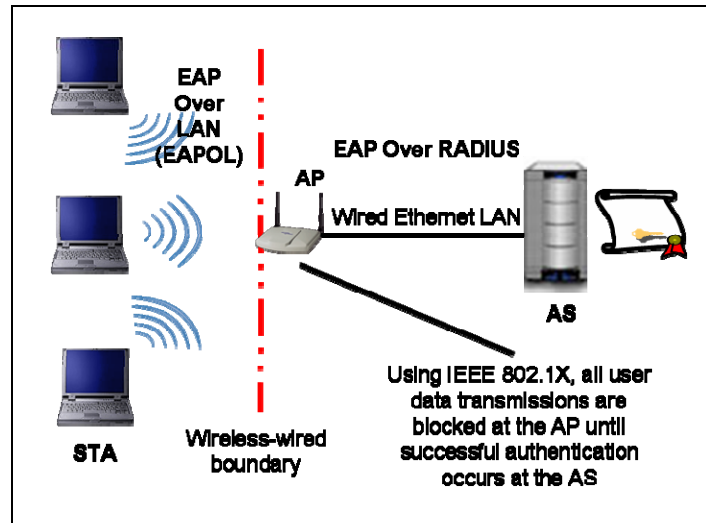 EAP
Over
LAN
(EAPOL)
EAP Over RADIUS
AP
Wired Ethernet LAN
AS
STA
Wireless-wired
boundary
Using IEEE 802.1X, all user
data transmissions are
blocked at the AP until
successful authentication
occurs at the AS